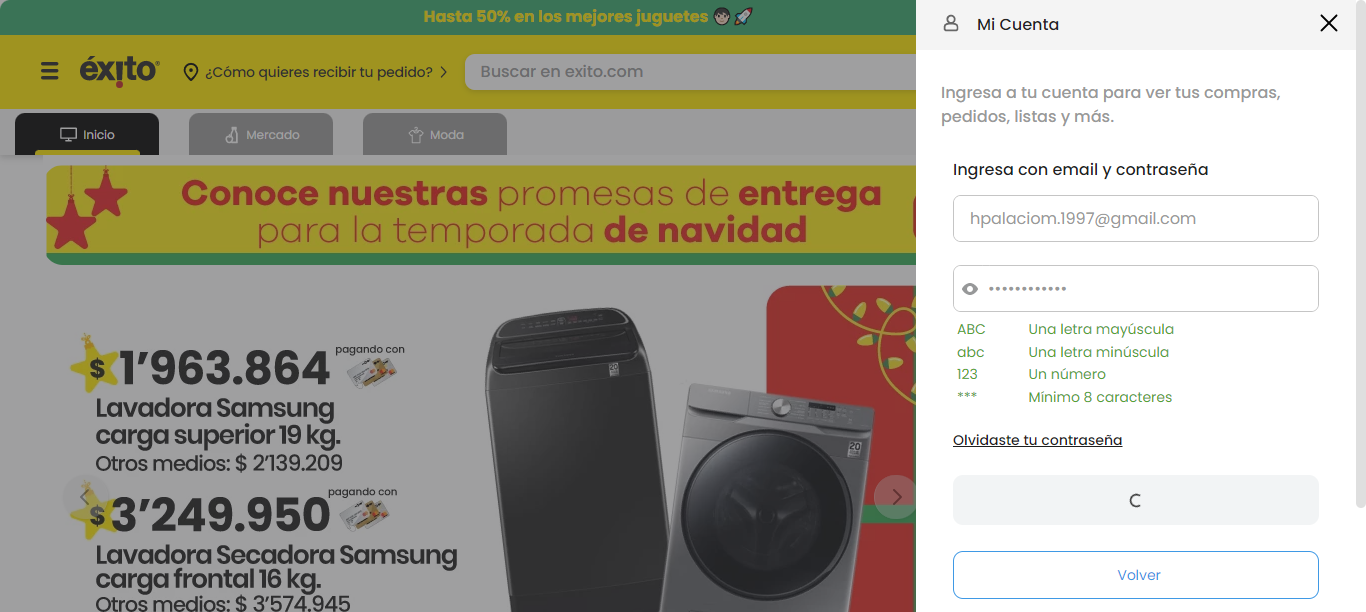 Hasta 50% en los mejores juguetes
Mi Cuenta
éxito
¿Cómo quieres recibir tu pedido?
Buscar en exito.com
Inicio
Mercado
Moda
Conoce nuestras promesas de entrega
para la temporada de navidad
pagando con
$ 1'963.864
Lavadora Samsung
carga superior 19 kg.
Otros medios: $ 2'139.209
pagando con
$ 3'249.950
Lavadora Secadora Samsung
carga frontal 16 kg.
Otros medios: $ 3'574.945
Ingresa a tu cuenta para ver tus compras,
pedidos, listas y más.
Ingresa con email y contraseña
hpalaciom.1997@gmail.com
••••••••••••
ABC Una letra mayúscula
abc Una letra minúscula
123 Un número
*** Mínimo 8 caracteres
Olvidaste tu contraseña
Volver